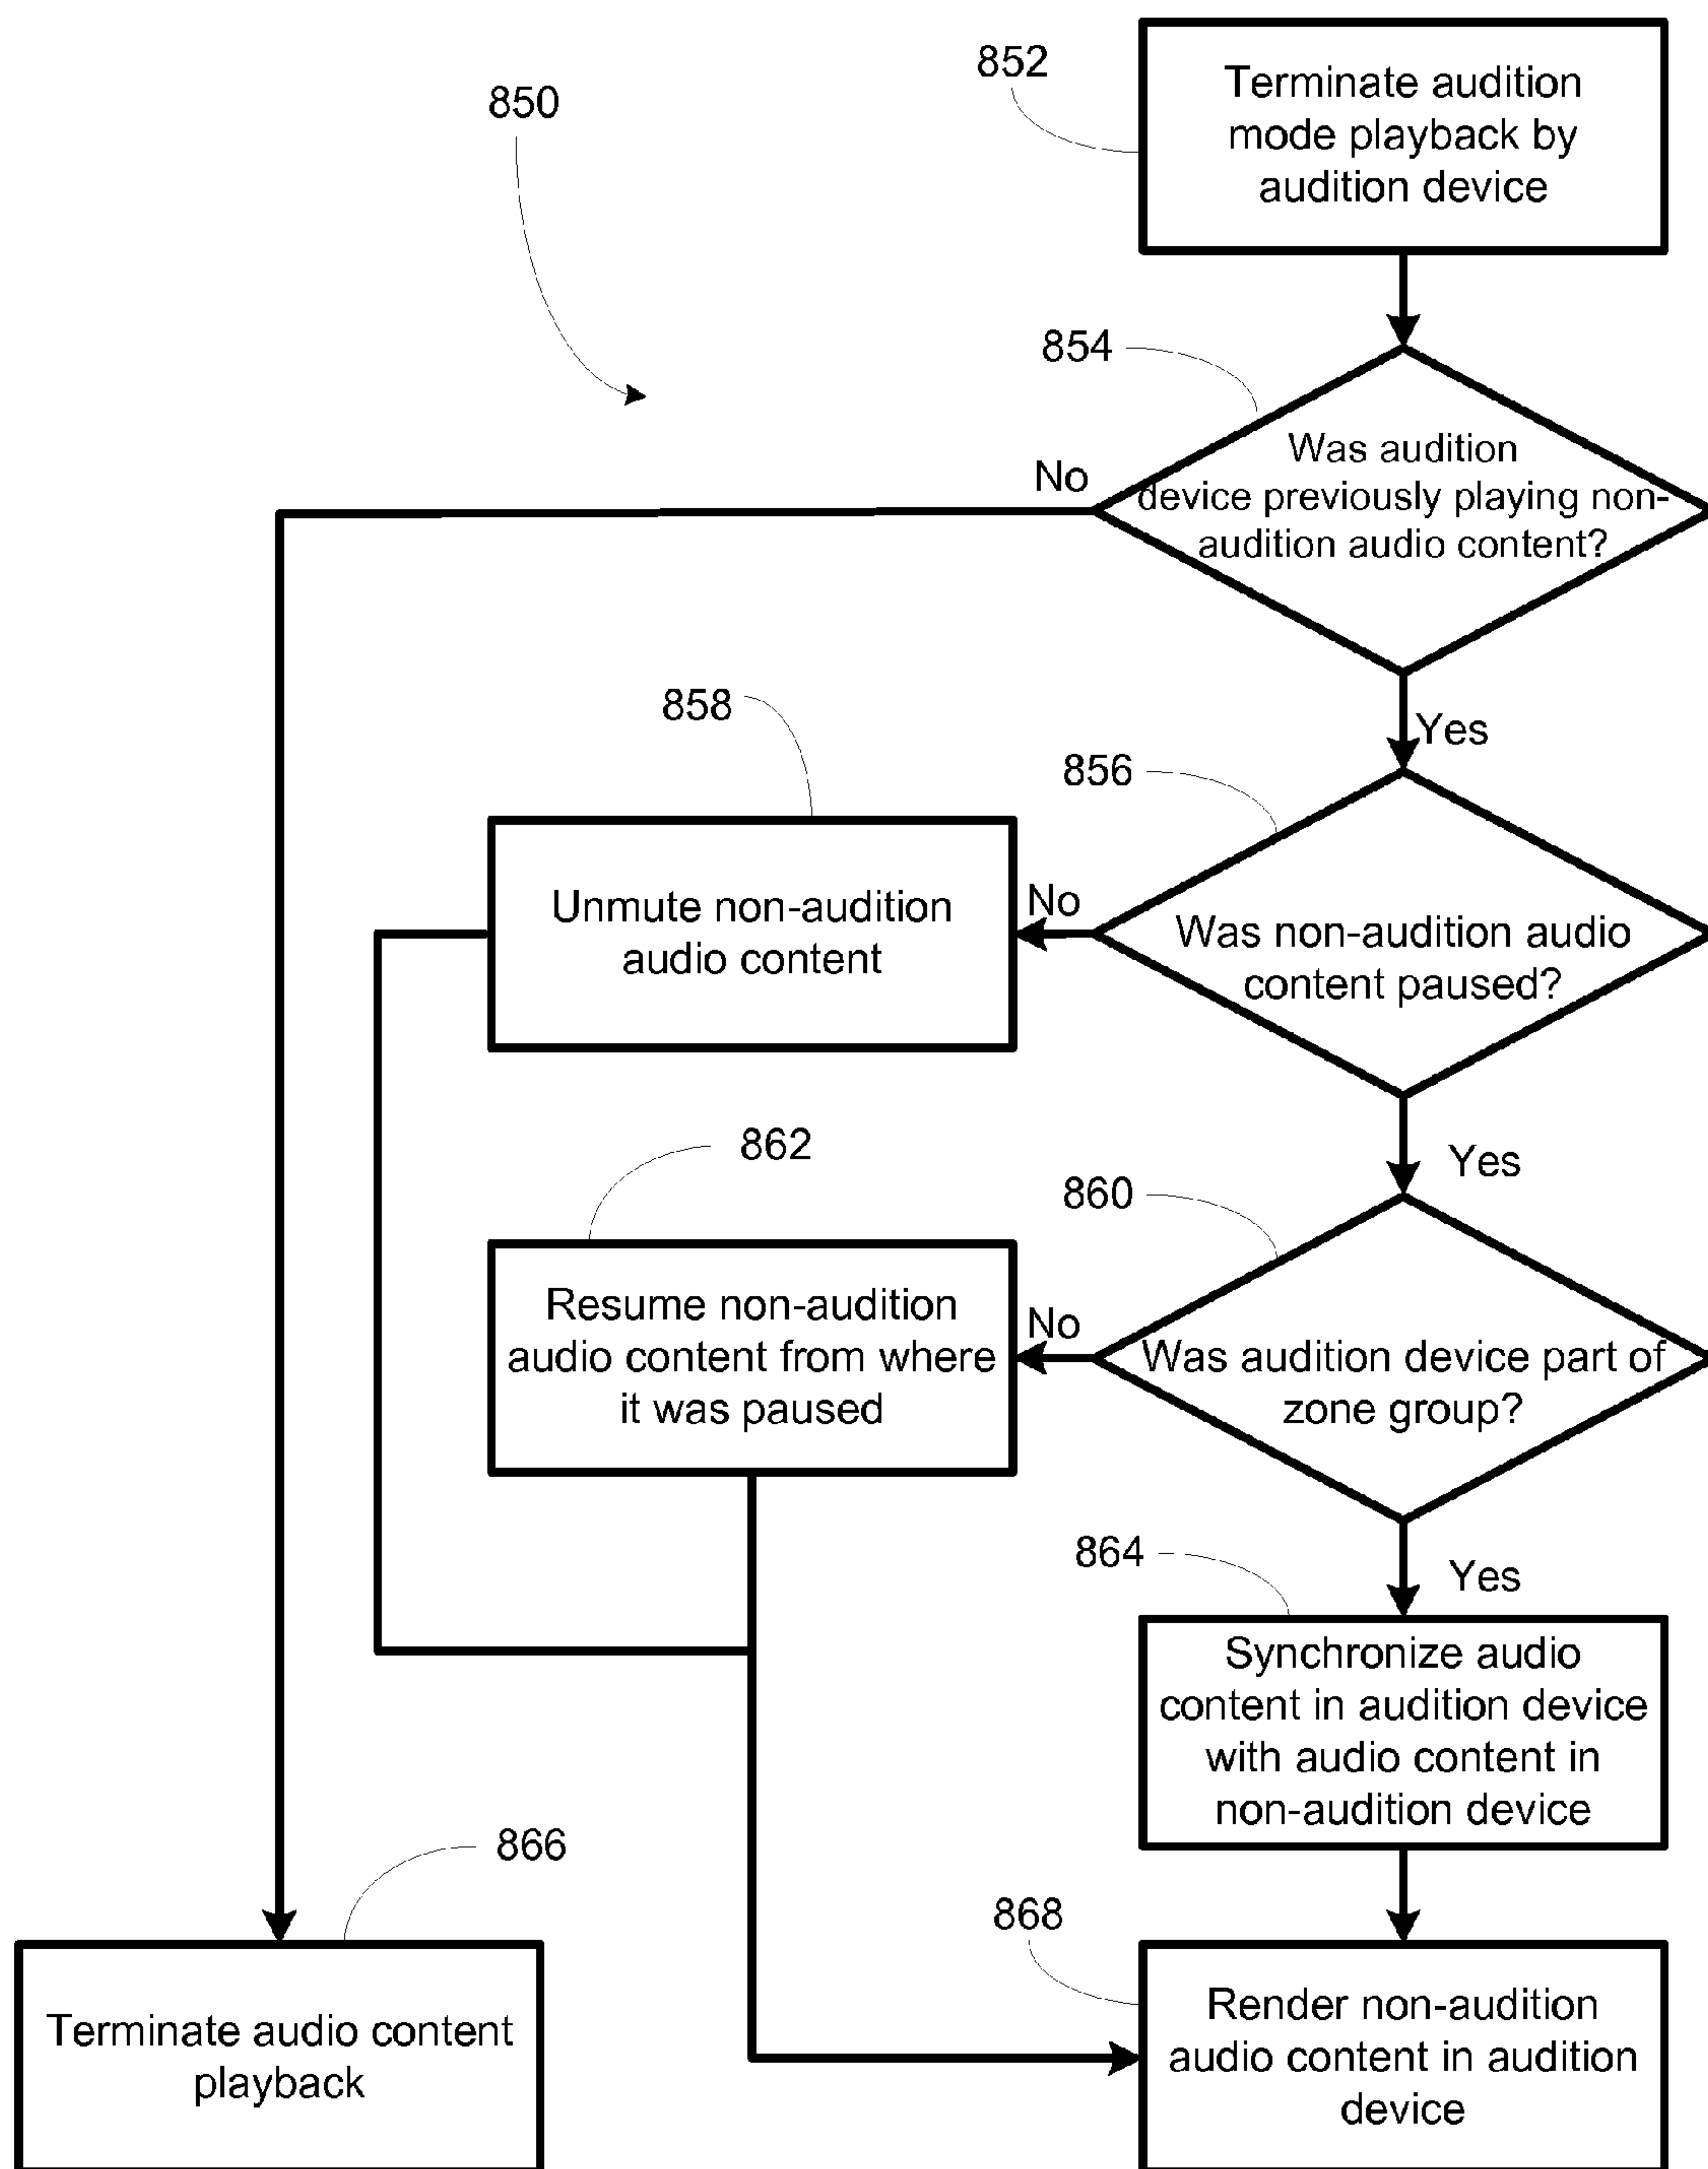 852
Terminate audition
mode playback by
audition device
850
854
Was audition
device previously playing non-
audition audio content?
No
Yes
858
856
Unmute non-audition
audio content
No
Was non-audition audio
content paused?
Yes
862
860
Resume non-audition
audio content from where
it was paused
No
Was audition device part of
zone group?
Yes
864
Synchronize audio
content in audition device
with audio content in
non-audition device
866
868
Terminate audio content
playback
Render non-audition
audio content in audition
device